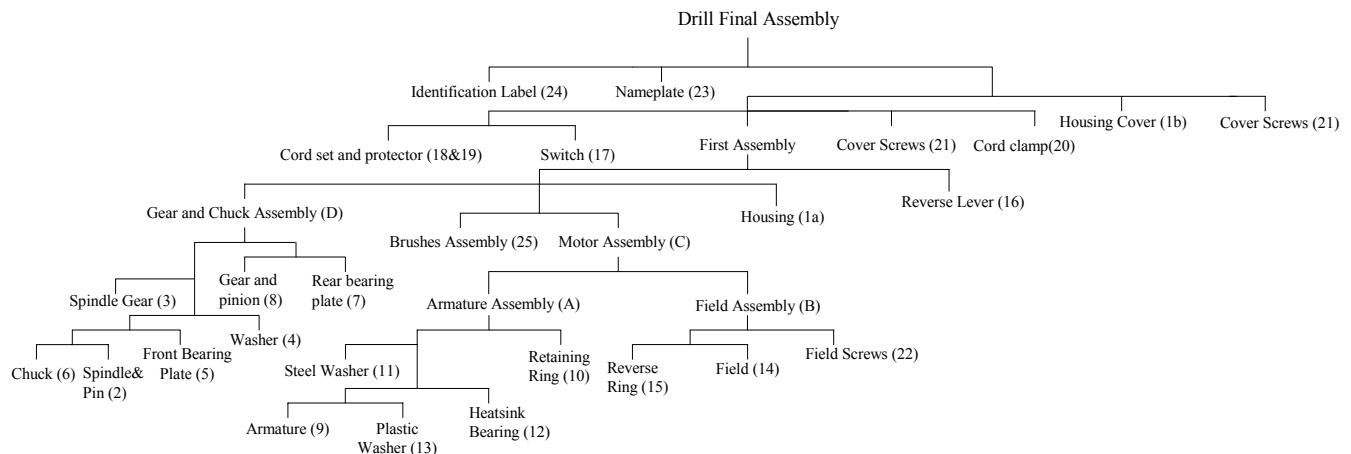 Drill Final Assembly
Identification Label (24)
Nameplate (23)
Housing Cover (1b)
Cover Screws (21)
Cord set and protector (18&19)
Switch (17)
First Assembly
Cover Screws (21)
Cord clamp(20)
Gear and Chuck Assembly (D)
Housing (1a)
Reverse Lever (16)
Brushes Assembly (25)
Motor Assembly (C)
Spindle Gear (3)
Gear and
pinion (8)
Rear bearing
plate (7)
Armature Assembly (A)
Field Assembly (B)
Chuck (6)
Spindle&
Pin (2)
Front Bearing
Plate (5)
Washer (4)
Steel Washer (11)
Retaining
Ring (10)
Reverse
Ring (15)
Field (14)
Field Screws (22)
Armature (9)
Plastic
Washer (13)
Heatsink
Bearing (12)